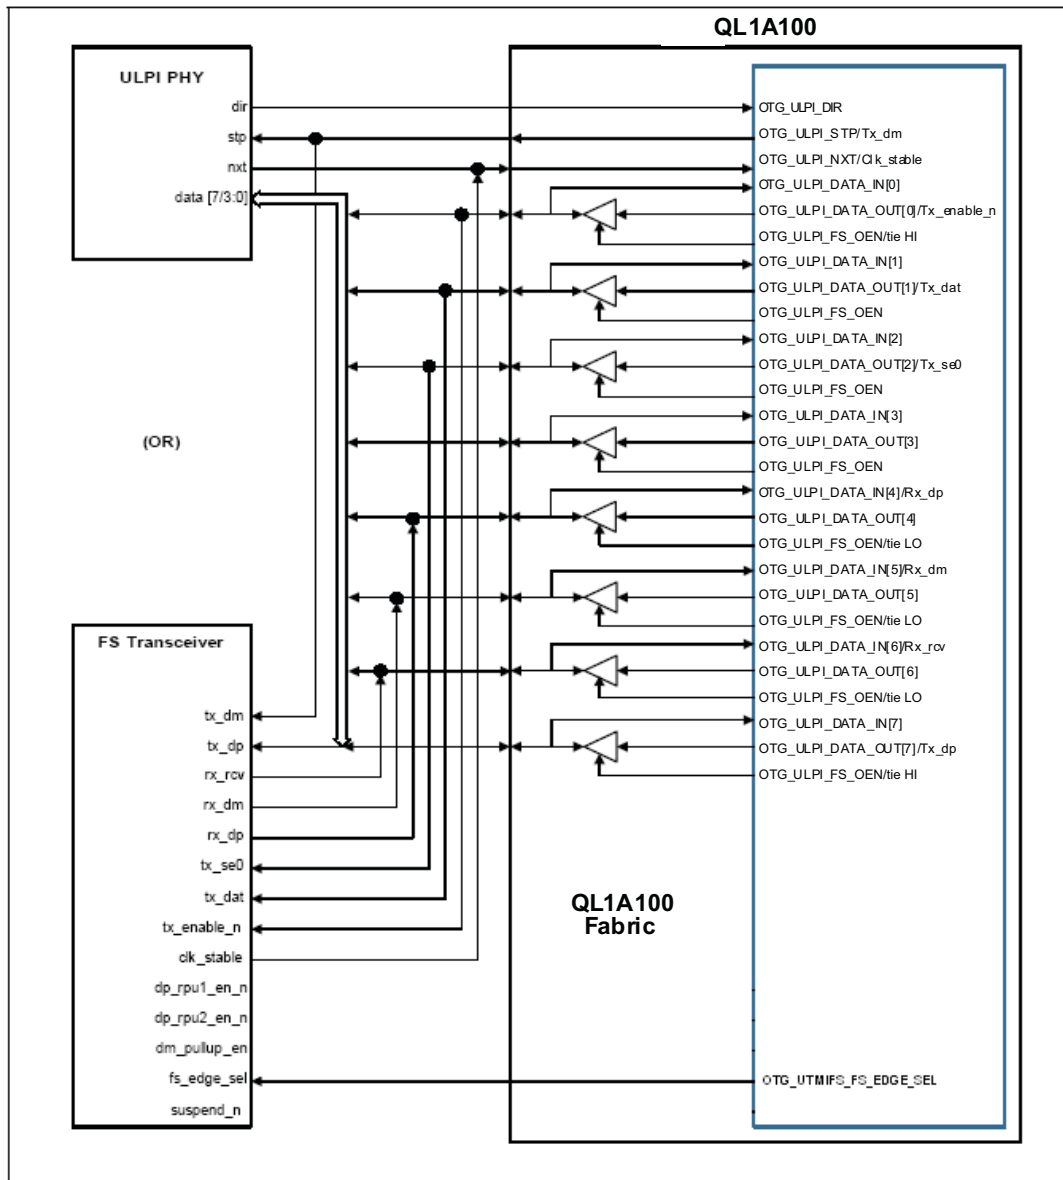 QL1A100
ULPI PHY
dir
stp
nxt
data [7/3:0]
OTG_ULPI_DIR
OTG_ULPI_STP/Tx_dm
OTG_ULPI_NXT/Clk_stable
OTG_ULPI_DATA_IN[0]
OTG_ULPI_DATA_OUT[0]/Tx_enable_n
OTG_ULPI_FS_OEN/tie HI
OTG_ULPI_DATA_IN[1]
OTG_ULPI_DATA_OUT[1]/Tx_dat
OTG_ULPI_FS_OEN
OTG_ULPI_DATA_IN[2]
OTG_ULPI_DATA_OUT[2]/Tx_se0
OTG_ULPI_FS_OEN
OTG_ULPI_DATA_IN[3]
OTG_ULPI_DATA_OUT[3]
OTG_ULPI_FS_OEN
OTG_ULPI_DATA_IN[4]/Rx_dp
OTG_ULPI_DATA_OUT[4]
OTG_ULPI_FS_OEN/tie LO
OTG_ULPI_DATA_IN[5]/Rx_dm
OTG_ULPI_DATA_OUT[5]
OTG_ULPI_FS_OEN/tie LO
OTG_ULPI_DATA_IN[6]/Rx_rcv
OTG_ULPI_DATA_OUT[6]
OTG_ULPI_FS_OEN/tie LO
OTG_ULPI_DATA_IN[7]
OTG_ULPI_DATA_OUT[7]/Tx_dp
OTG_ULPI_FS_OEN/tie HI
(OR)
FS Transceiver
tx_dm
tx_dp
rx_rcv
rx_dm
rx_dp
tx_se0
tx_dat
tx_enable_n
clk_stable
dp_rpu1_en_n
dp_rpu2_en_n
dm_pullup_en
fs_edge_sel
suspend_n
QL1A100
Fabric
OTG_UTMIFS_FS_EDGE_SEL